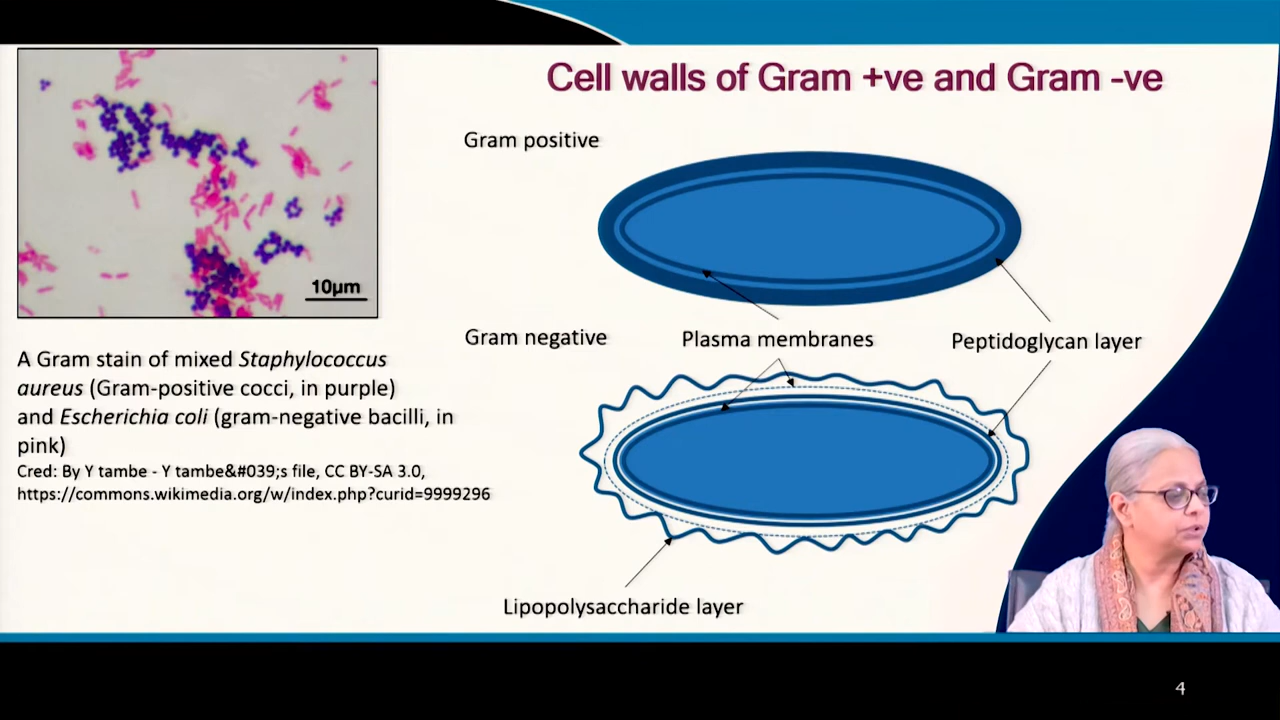 Cell walls of Gram +ve and Gram -ve
Gram positive
10µm
Gram negative
Plasma membranes
Peptidoglycan layer
A Gram stain of mixed Staphylococcus
aureus (Gram-positive cocci, in purple)
and Escherichia coli (gram-negative bacilli, in
pink)
Cred: By Y tambe - Y tambe&#039;s file, CC BY-SA 3.0,
https://commons.wikimedia.org/w/index.php?curid=9999296
Lipopolysaccharide layer
4